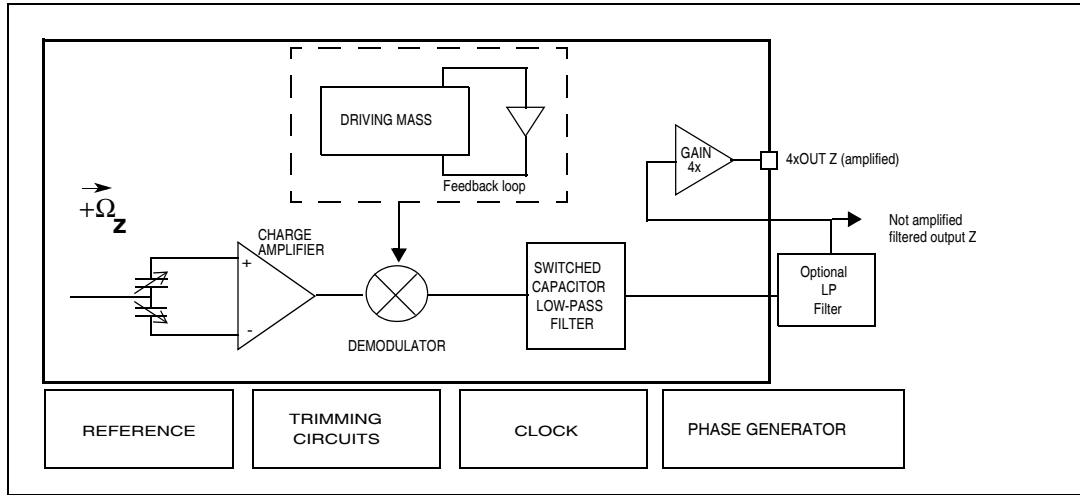 DRIVING MASS
Feedback loop
GAIN
4x
4xOUT Z (amplified)
Not amplified
filtered output Z
+Ω
z
CHARGE
AMPLIFIER
+
-
DEMODULATOR
SWITCHED
CAPACITOR
LOW-PASS
FILTER
Optional
LP
Filter
REFERENCE
TRIMMING
CIRCUITS
CLOCK
PHASE GENERATOR